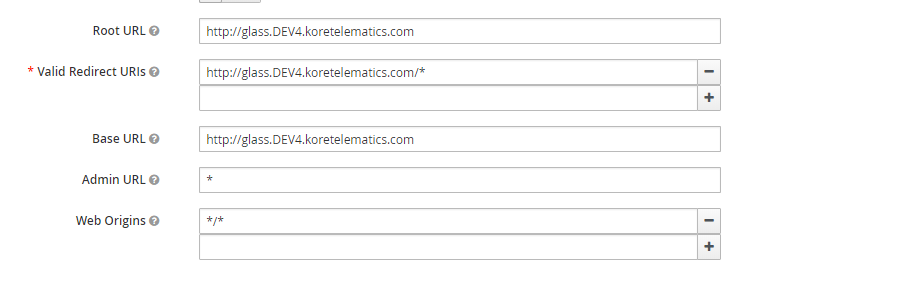 Root URL
http://glass.DEV4.koretelematics.com
* Valid Redirect URIs
http://glass.DEV4.koretelematics.com/*
Base URL
http://glass.DEV4.koretelematics.com
Admin URL
*
Web Origins
*/*